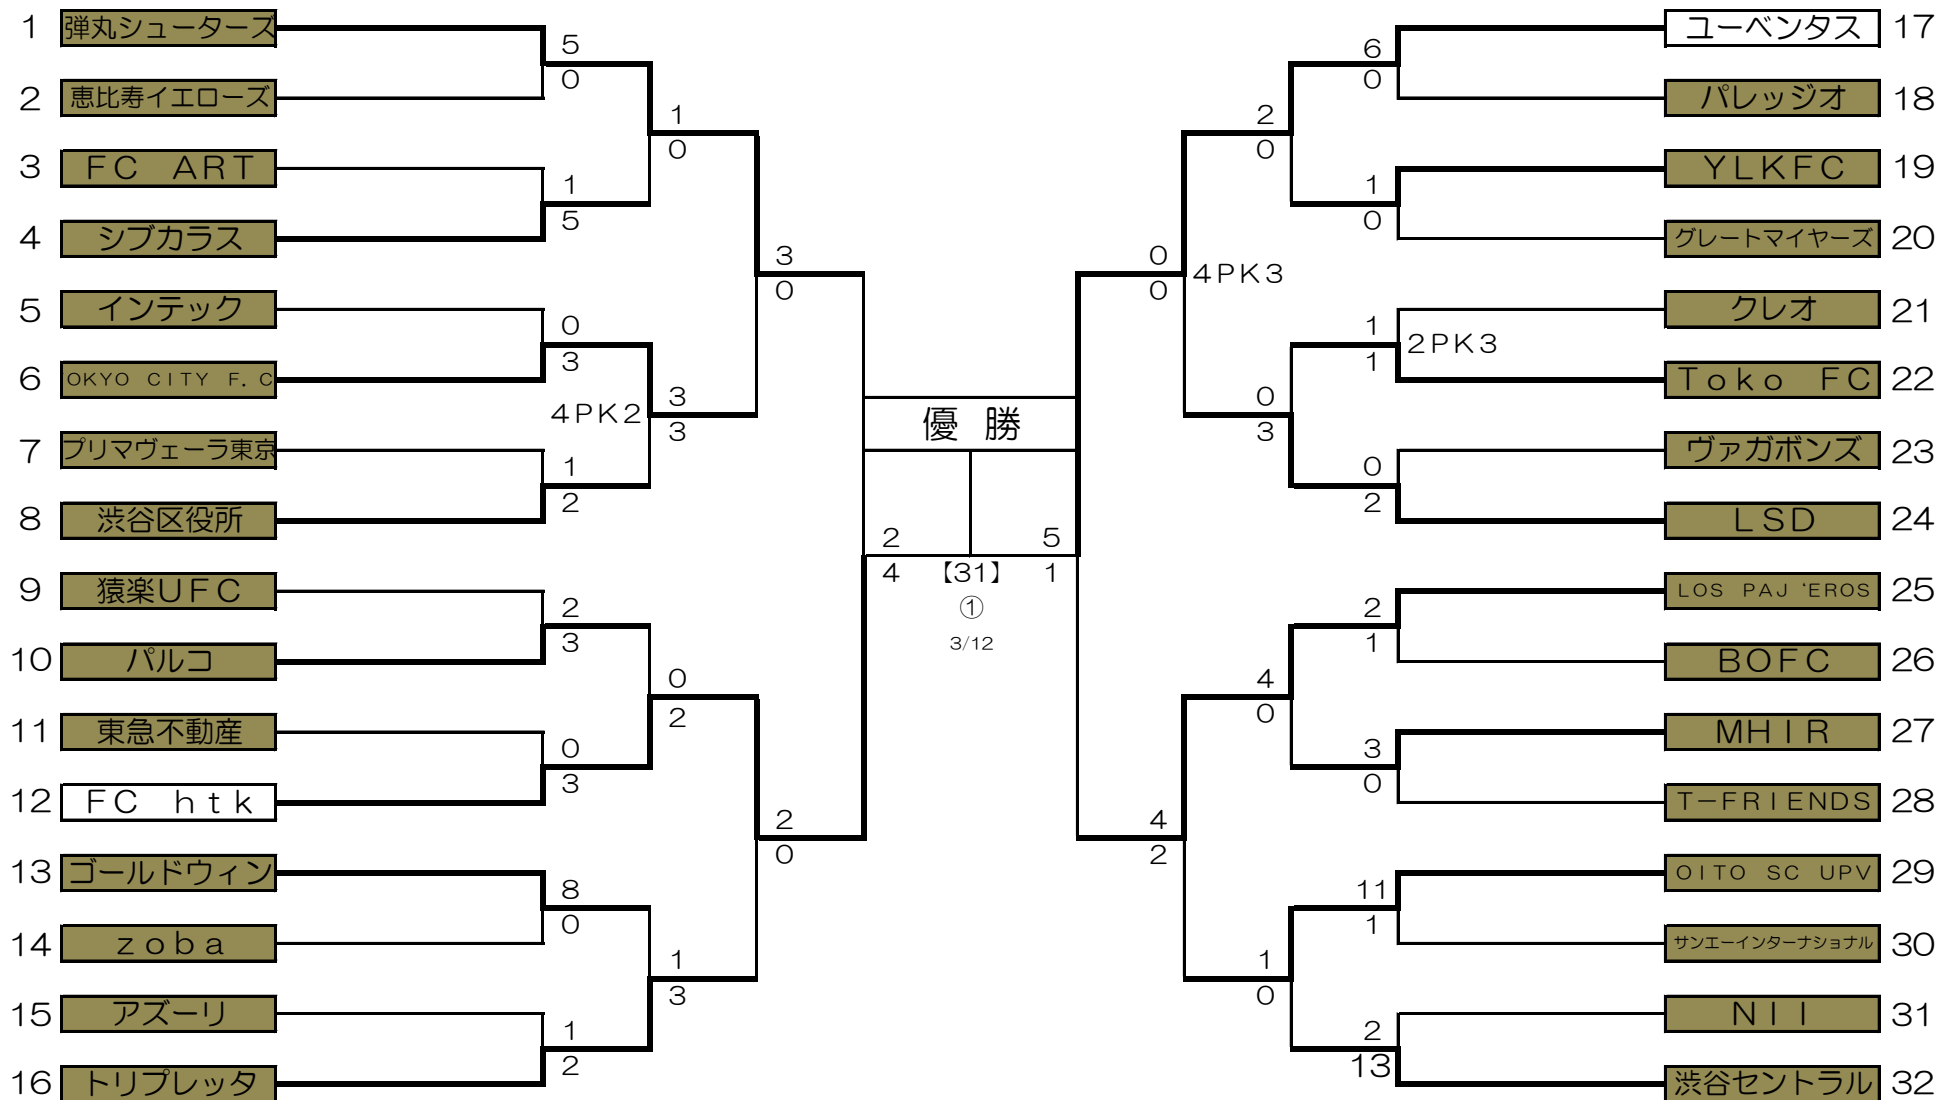 1 弾丸シューターズ
5
0
2 恵比寿イエローズ
1
0
3 FC ART
1
5
4 シブカラス
3
0
5 インテック
0
3
6 OKYO CITY F. C
4PK2
3
3
7 プリマヴェーラ東京
1
2
8 渋谷区役所
9 猿楽UFC
2
3
10 パルコ
0
2
11 東急不動産
0
3
12 FC htk
2
0
13 ゴールドウィン
8
0
14 zoba
1
3
15 アズーリ
1
2
16 トリプレッタ
優 勝
2 5
4 【31】 1
①
3/12
ユーベンタス 17
6
0
パレッジオ 18
2
0
YLKFC 19
1
0
グレートマイヤーズ 20
0
0
4PK3
クレオ 21
1
1
2PK3
Toko FC 22
0
3
ヴァガボンズ 23
0
2
LSD 24
LOS PAJ'EROS 25
2
1
BOFC 26
4
0
MHIR 27
3
0
T-FRIENDS 28
4
2
OITO SC UPV 29
11
1
サンエーインターナショナル 30
1
0
NII 31
2
13
渋谷セントラル 32